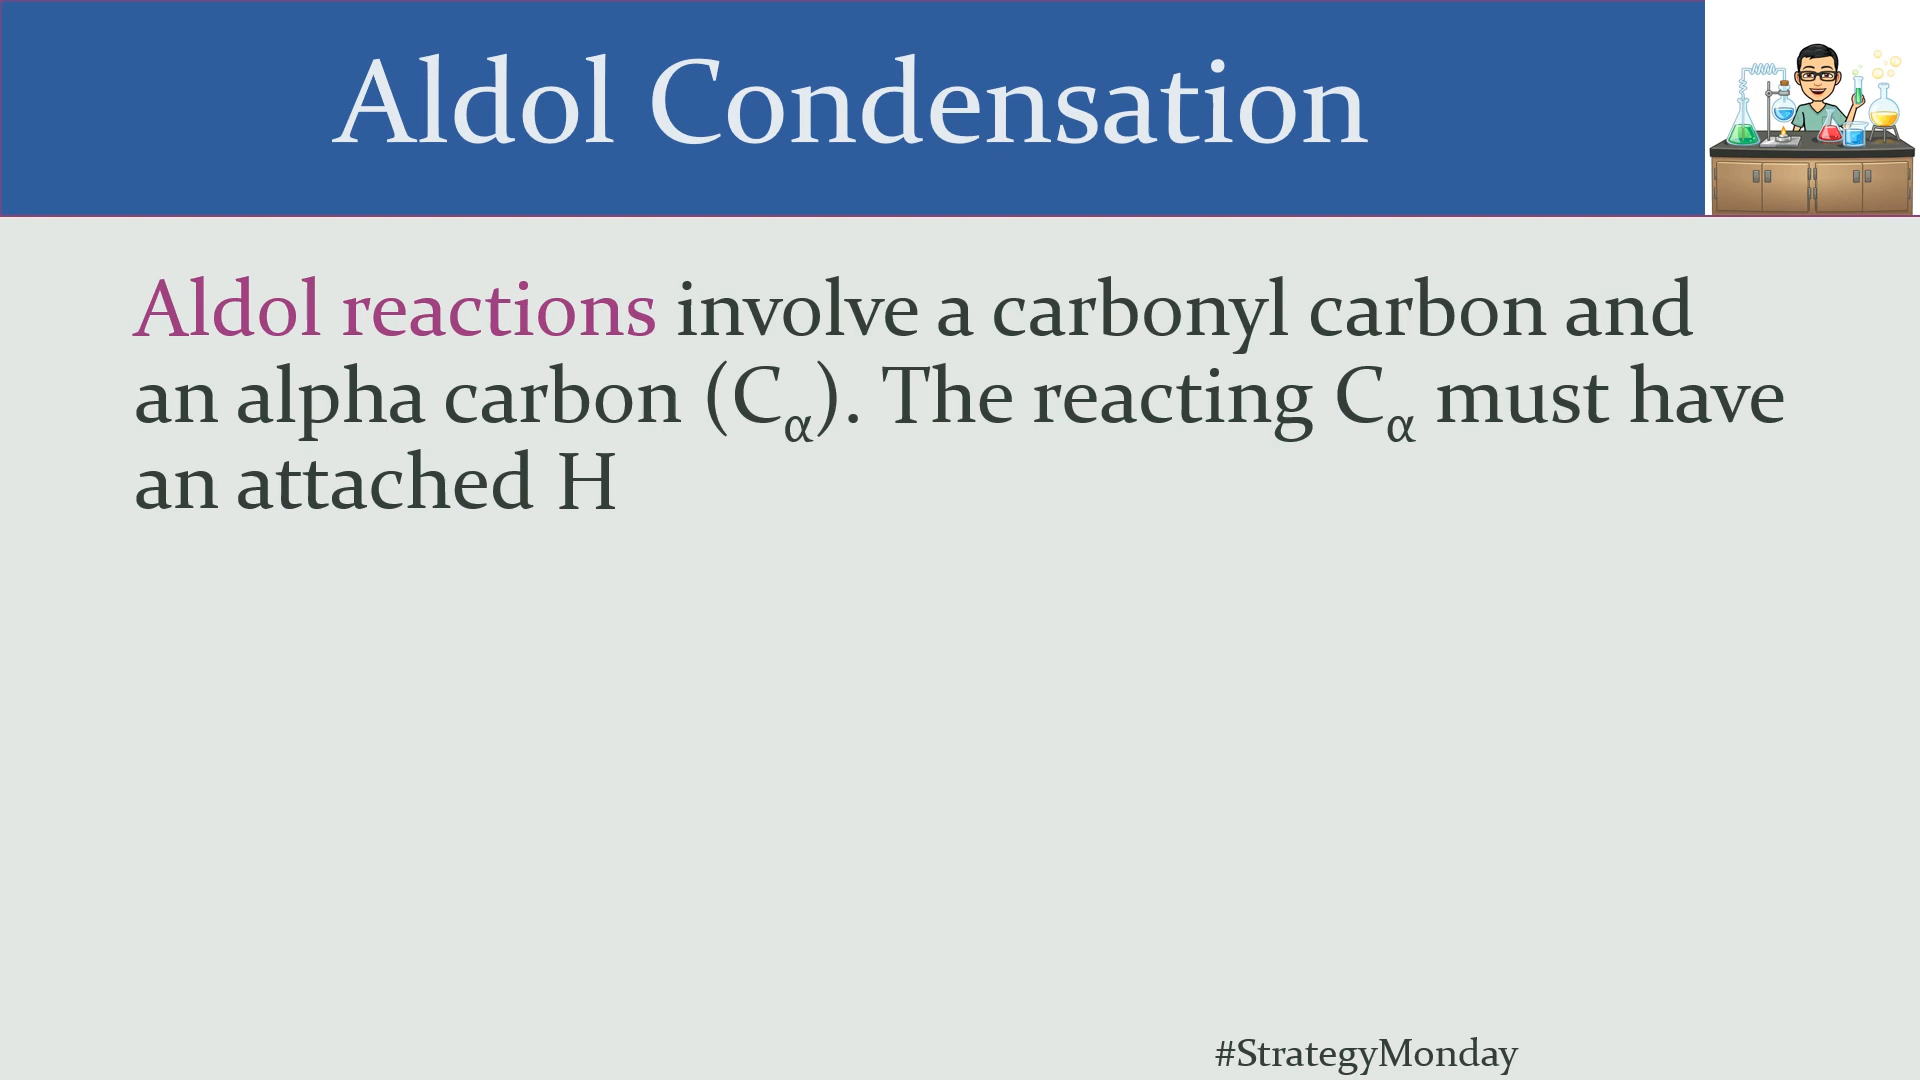 Aldol Condensation
Aldol reactions involve a carbonyl carbon and
an alpha carbon (Cα). The reacting Cα must have
an attached H
#StrategyMonday